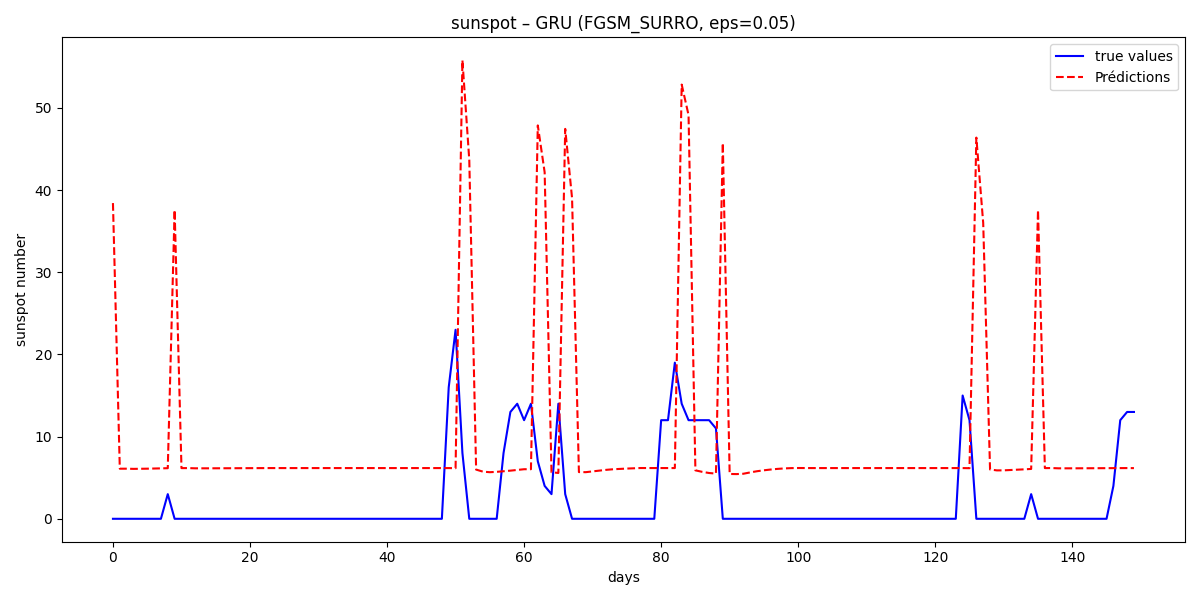 sunspot – GRU (FGSM_SURRO, eps=0.05)
true values
Prédictions
sunspot number
50
40
30
20
10
0
0 20 40 60 80 100 120 140
days